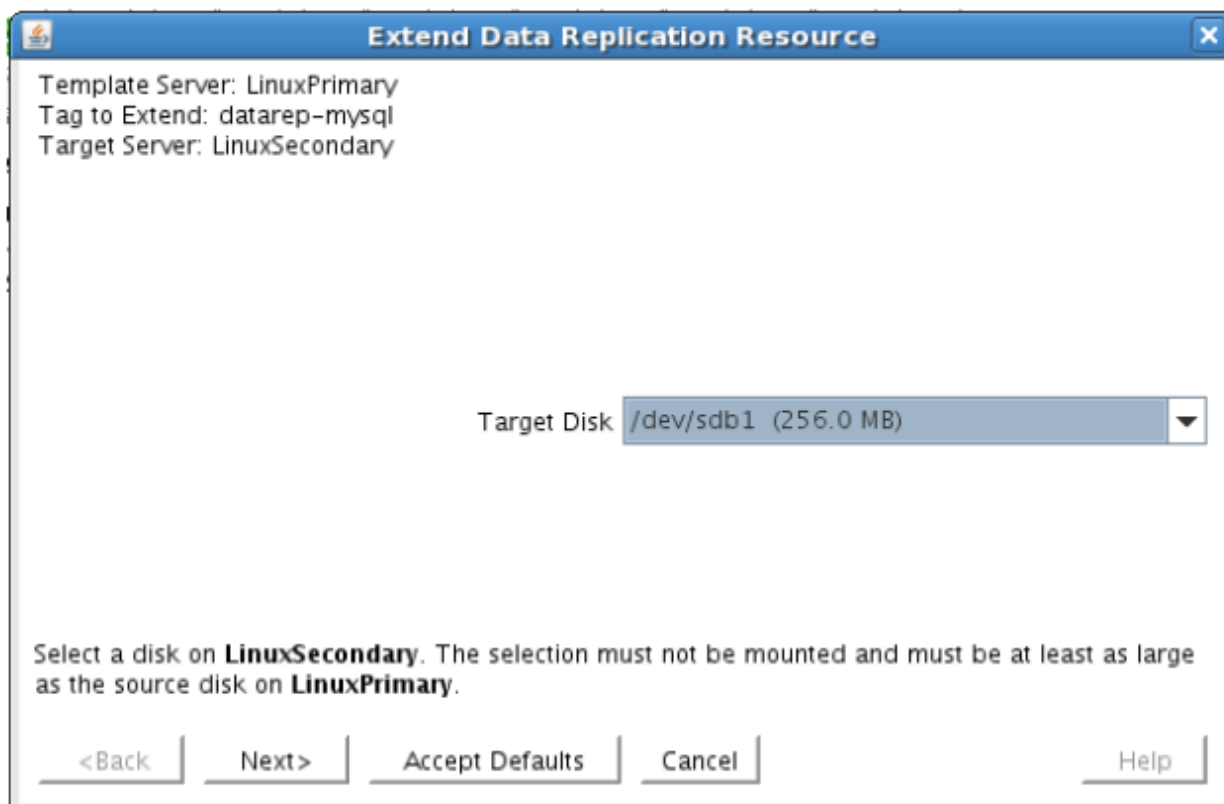 Extend Data Replication Resource
Template Server: LinuxPrimary
Tag to Extend: datarep-mysql
Target Server: LinuxSecondary
Target Disk /dev/sdb1 (256.0 MB)
Select a disk on LinuxSecondary. The selection must not be mounted and must be at least as large
as the source disk on LinuxPrimary.
<Back Next> Accept Defaults Cancel Help